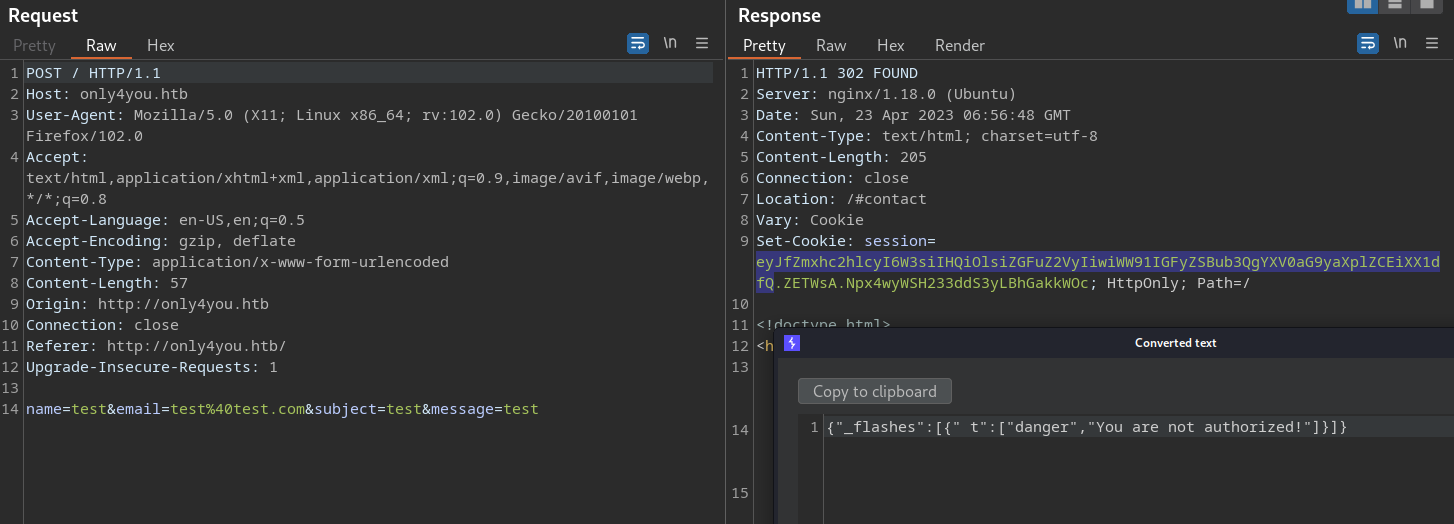 Request
Pretty Raw Hex
\n
1 POST / HTTP/1.1
2 Host: only4you.htb
3 User-Agent: Mozilla/5.0 (X11; Linux x86_64; rv:102.0) Gecko/20100101
Firefox/102.0
4 Accept:
text/html,application/xhtml+xml,application/xml;q=0.9,image/avif,image/webp,
*/*;q=0.8
5 Accept-Language: en-US,en;q=0.5
6 Accept-Encoding: gzip, deflate
7 Content-Type: application/x-www-form-urlencoded
8 Content-Length: 57
9 Origin: http://only4you.htb
10 Connection: close
11 Referer: http://only4you.htb/
12 Upgrade-Insecure-Requests: 1
13
14 name=test&email=test%40test.com&subject=test&message=test
Response
Pretty Raw Hex Render
\n
1 HTTP/1.1 302 FOUND
2 Server: nginx/1.18.0 (Ubuntu)
3 Date: Sun, 23 Apr 2023 06:56:48 GMT
4 Content-Type: text/html; charset=utf-8
5 Content-Length: 205
6 Connection: close
7 Location: /#contact
8 Vary: Cookie
9 Set-Cookie: session=
eyJfZmxhc2hlcyI6W3siIHQiOlsiZGFuZ2VyIiwiWW91IGFyZSBub3QgYXV0aG9yaXplZCEiXX1d
fQ.ZETWsA.Npx4wyWSH233ddS3yLBhGakkWOc; HttpOnly; Path=/
10
11 <!doctype html>
12 <h
13
14
15
Converted text
Copy to clipboard
1 {"_flashes":[{" t":["danger","You are not authorized!"]}]}